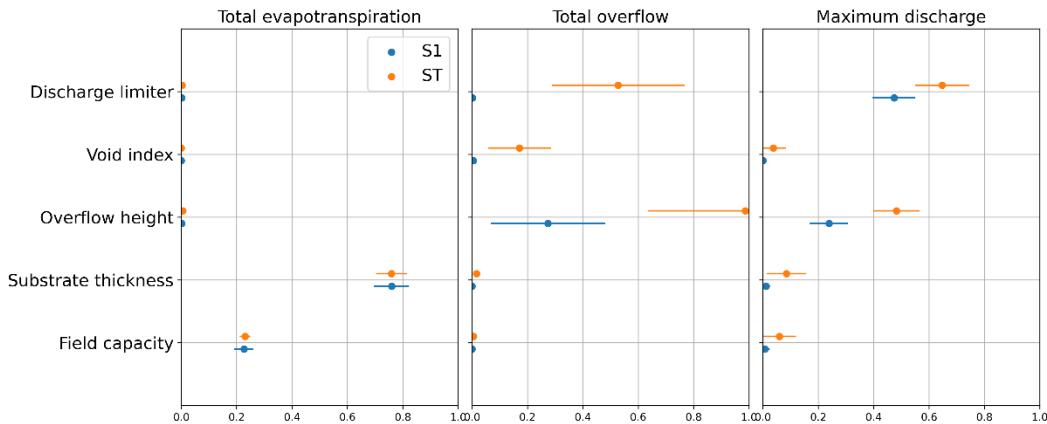 Total evapotranspiration Total overflow Maximum discharge
S1
ST
Discharge limiter
Void index
Overflow height
Substrate thickness
Field capacity
0.0 0.2 0.4 0.6 0.8 1.0 0.0 0.2 0.4 0.6 0.8 1.0 0.0 0.2 0.4 0.6 0.8 1.0